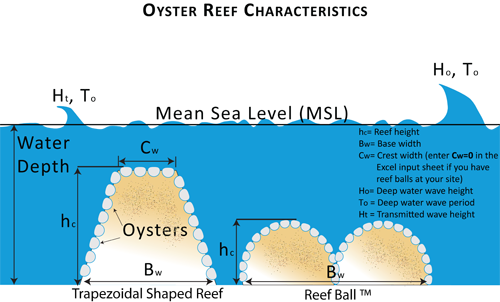 OYSTER REEF CHARACTERISTICS
Ho, To
Ht, To
Mean Sea Level (MSL)
Water
Depth
hc= Reef height
Bw= Base width
Cw= Crest width (enter Cw=0 in the
Excel input sheet if you have
reef balls at your site)
Ho= Deep water wave height
To = Deep water wave period
Ht = Transmitted wave height
Cw
hc
Oysters
Bw
hc
Bw
Trapezoidal Shaped Reef
Reef Ball ™